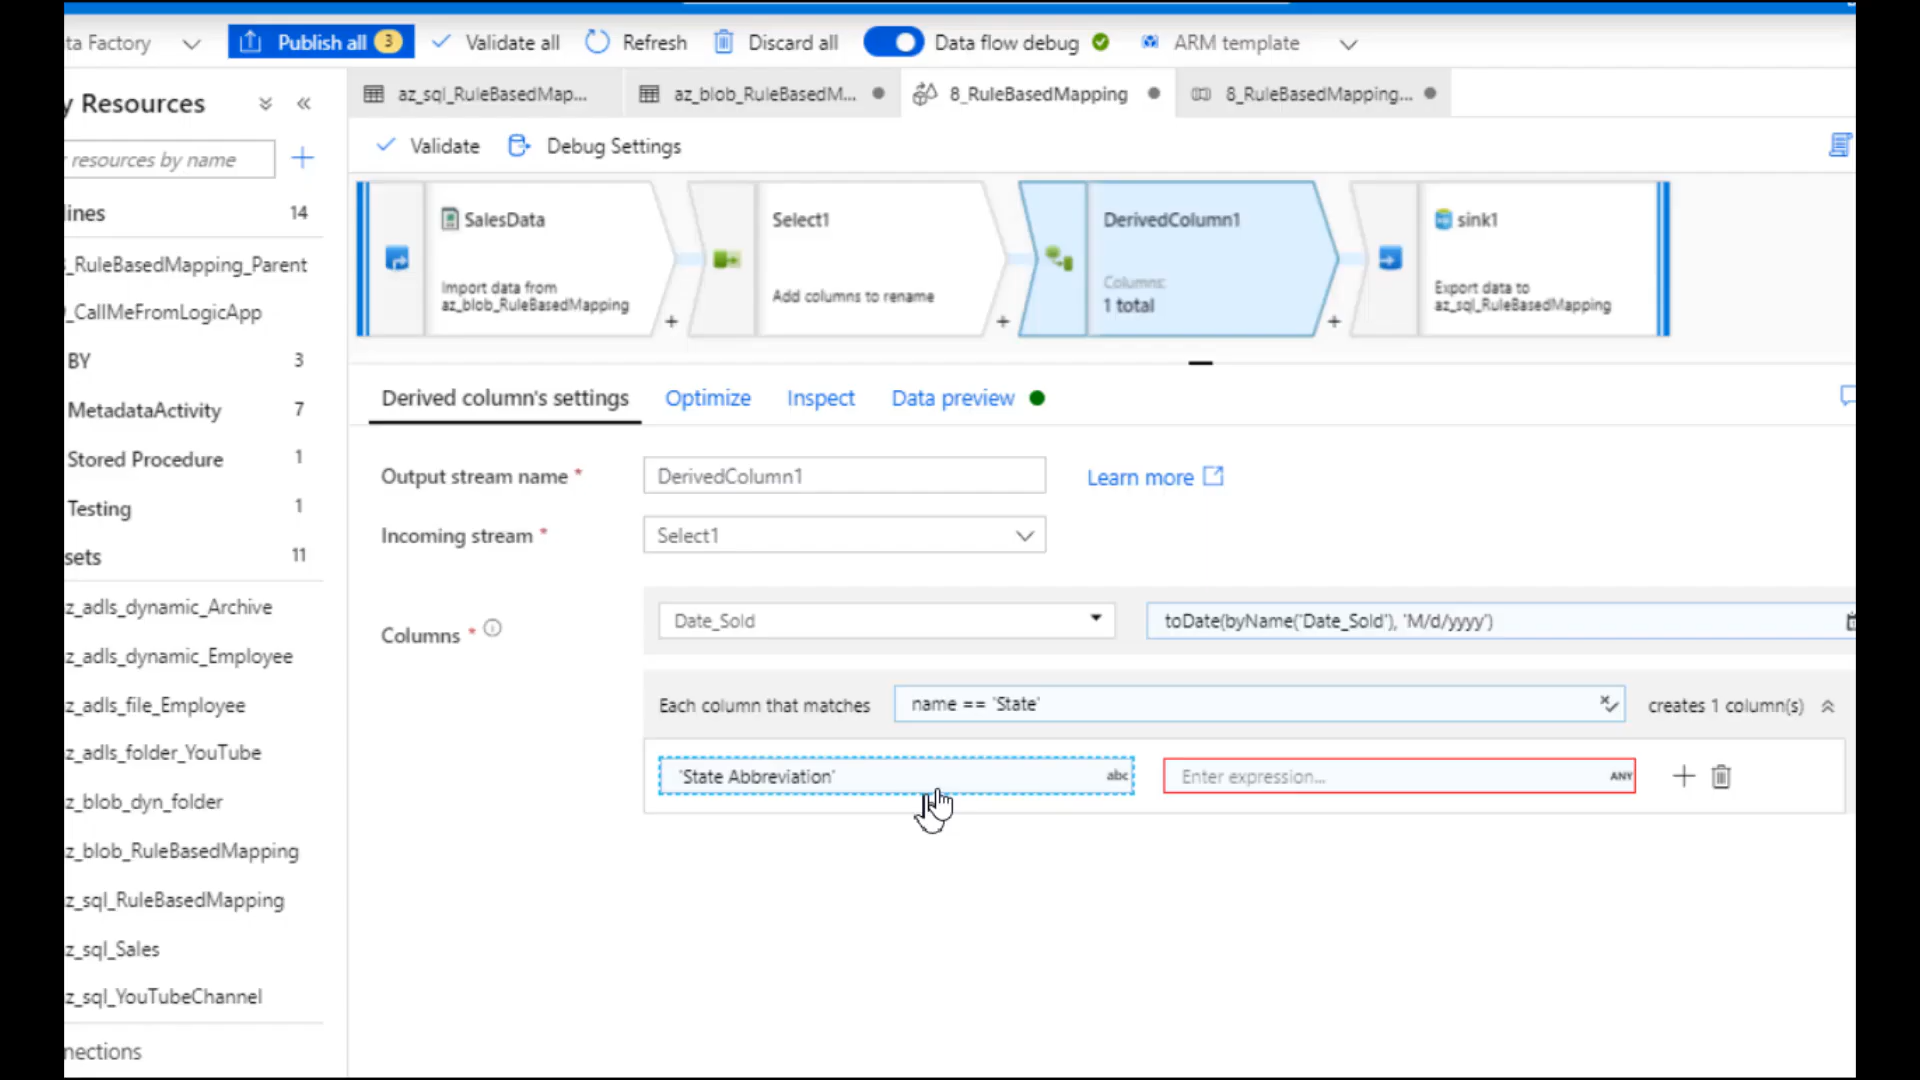 ta Factory
Publish all 3
Validate all
Refresh
Discard all
Data flow debug
ARM template
y Resources
az_sql_RuleBasedMap...
az_blob_RuleBasedM...
8_RuleBasedMapping
8_RuleBasedMapping...
Validate
Debug Settings
resources by name
lines 14
_RuleBasedMapping_Parent
_CallMeFromLogicApp
BY 3
MetadataActivity 7
Stored Procedure 1
Testing 1
sets 11
z_adls_dynamic_Archive
z_adls_dynamic_Employee
z_adls_file_Employee
z_adls_folder_YouTube
z_blob_dyn_folder
z_blob_RuleBasedMapping
z_sql_RuleBasedMapping
z_sql_Sales
z_sql_YouTubeChannel
nections
SalesData
Import data from
az_blob_RuleBasedMapping
+
Select1
Add columns to rename
+
DerivedColumn1
Columns:
1 total
+
sink1
Export data to
az_sql_RuleBasedMapping
Derived column's settings
Optimize
Inspect
Data preview
Output stream name *
DerivedColumn1
Learn more
Incoming stream *
Select1
Columns *
Date_Sold
toDate(byName('Date_Sold'), 'M/d/yyyy')
Each column that matches
name == 'State'
creates 1 column(s)
'State Abbreviation'
abc
Enter expression...
ANY